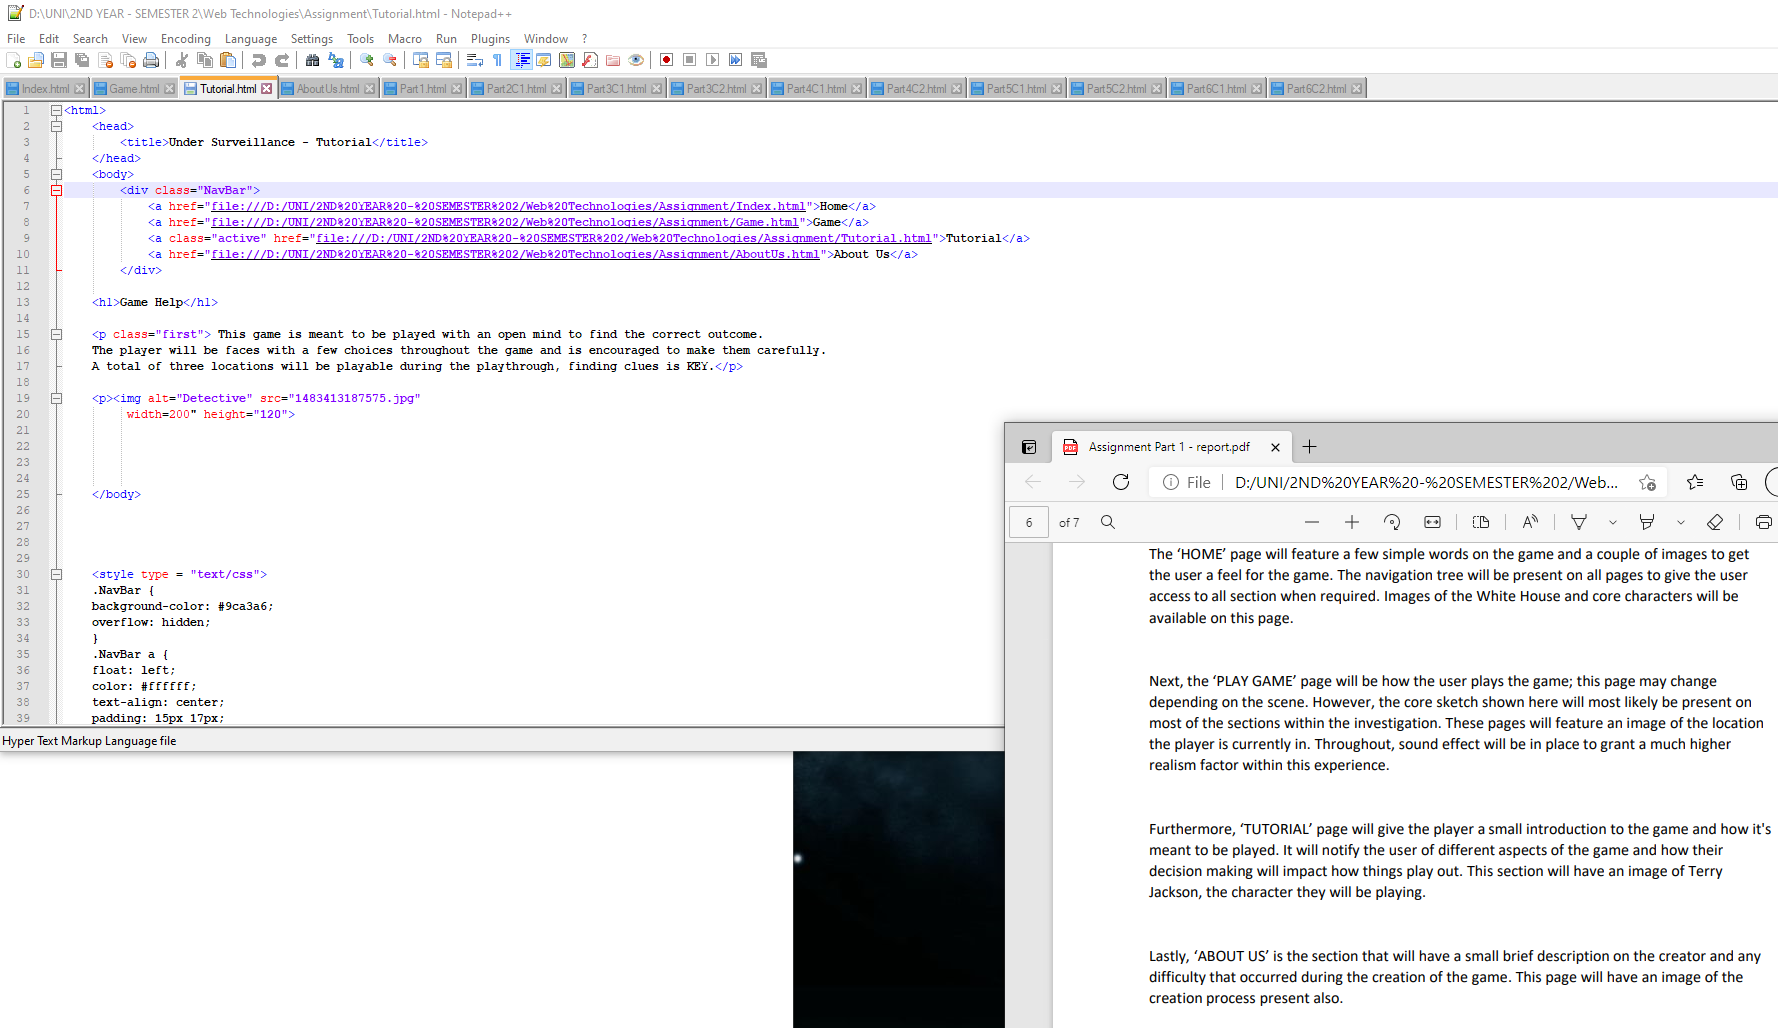 D:\UNI\2ND YEAR - SEMESTER 2\Web Technologies\Assignment\Tutorial.html - Notepad++
File Edit Search View Encoding Language Settings Tools Macro Run Plugins Window ?
Index.html Game.html Tutorial.html AboutUs.html Part1.html Part2C1.html Part3C1.html Part3C2.html Part4C1.html Part4C2.html Part5C1.html Part5C2.html Part6C1.html Part6C2.html
1 <html>
2 <head>
3 <title>Under Surveillance - Tutorial</title>
4 </head>
5 <body>
6 <div class="NavBar">
7 <a href="file:///D:/UNI/2ND%20YEAR%20-%20SEMESTER%202/Web%20Technologies/Assignment/Index.html">Home</a>
8 <a href="file:///D:/UNI/2ND%20YEAR%20-%20SEMESTER%202/Web%20Technologies/Assignment/Game.html">Game</a>
9 <a class="active" href="file:///D:/UNI/2ND%20YEAR%20-%20SEMESTER%202/Web%20Technologies/Assignment/Tutorial.html">Tutorial</a>
10 <a href="file:///D:/UNI/2ND%20YEAR%20-%20SEMESTER%202/Web%20Technologies/Assignment/AboutUs.html">About Us</a>
11 </div>
12
13 <h1>Game Help</h1>
14
15 <p class="first"> This game is meant to be played with an open mind to find the correct outcome.
16 The player will be faces with a few choices throughout the game and is encouraged to make them carefully.
17 A total of three locations will be playable during the playthrough, finding clues is KEY.</p>
18
19 <p><img alt="Detective" src="1483413187575.jpg"
20 width=200" height="120">
21
22
23
24
25 </body>
26
27
28
29
30 <style type = "text/css">
31 .NavBar {
32 background-color: #9ca3a6;
33 overflow: hidden;
34 }
35 .NavBar a {
36 float: left;
37 color: #ffffff;
38 text-align: center;
39 padding: 15px 17px;
Hyper Text Markup Language file
PDF Assignment Part 1 - report.pdf
File D:/UNI/2ND%20YEAR%20-%20SEMESTER%202/Web...
6 of 7
The ‘HOME’ page will feature a few simple words on the game and a couple of images to get
the user a feel for the game. The navigation tree will be present on all pages to give the user
access to all section when required. Images of the White House and core characters will be
available on this page.
Next, the ‘PLAY GAME’ page will be how the user plays the game; this page may change
depending on the scene. However, the core sketch shown here will most likely be present on
most of the sections within the investigation. These pages will feature an image of the location
the player is currently in. Throughout, sound effect will be in place to grant a much higher
realism factor within this experience.
Furthermore, ‘TUTORIAL’ page will give the player a small introduction to the game and how it's
meant to be played. It will notify the user of different aspects of the game and how their
decision making will impact how things play out. This section will have an image of Terry
Jackson, the character they will be playing.
Lastly, ‘ABOUT US’ is the section that will have a small brief description on the creator and any
difficulty that occurred during the creation of the game. This page will have an image of the
creation process present also.